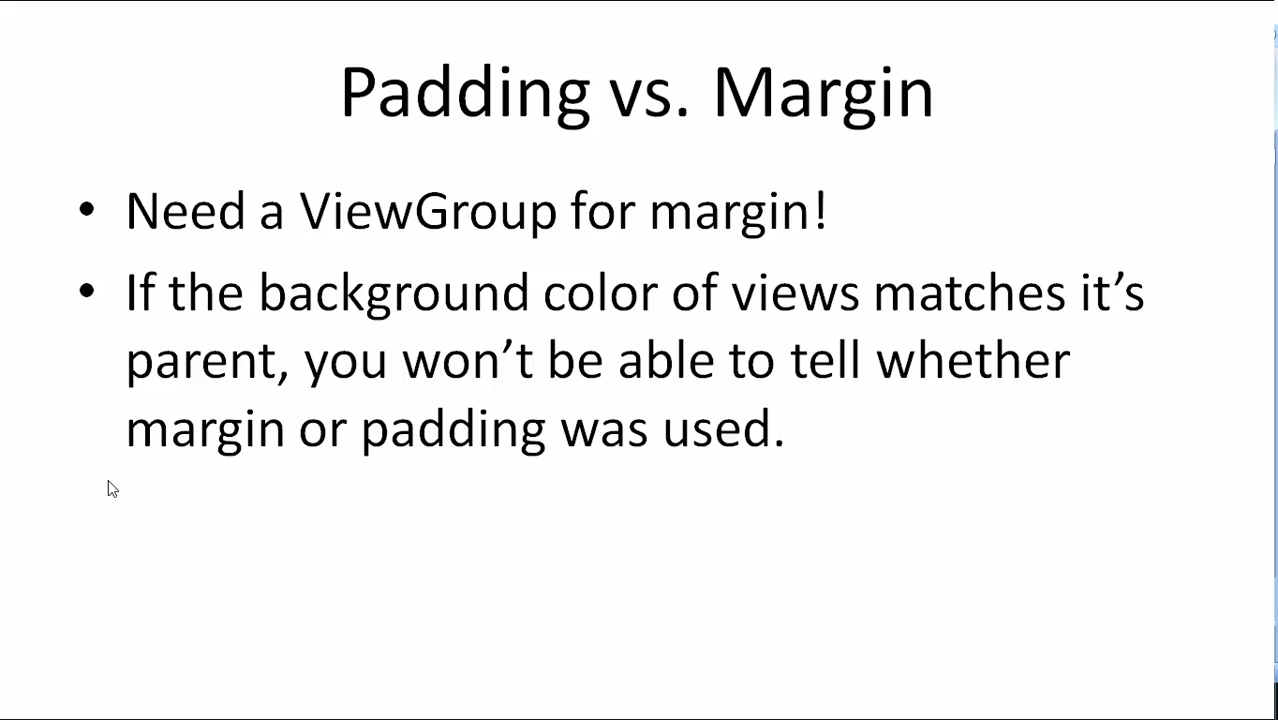 Padding vs. Margin
• Need a ViewGroup for margin!
• If the background color of views matches it’s
parent, you won’t be able to tell whether
margin or padding was used.